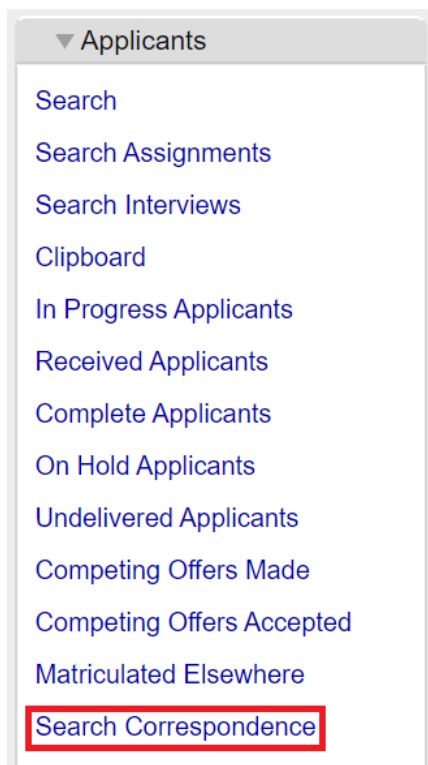 Applicants
Search
Search Assignments
Search Interviews
Clipboard
In Progress Applicants
Received Applicants
Complete Applicants
On Hold Applicants
Undelivered Applicants
Competing Offers Made
Competing Offers Accepted
Matriculated Elsewhere
Search Correspondence